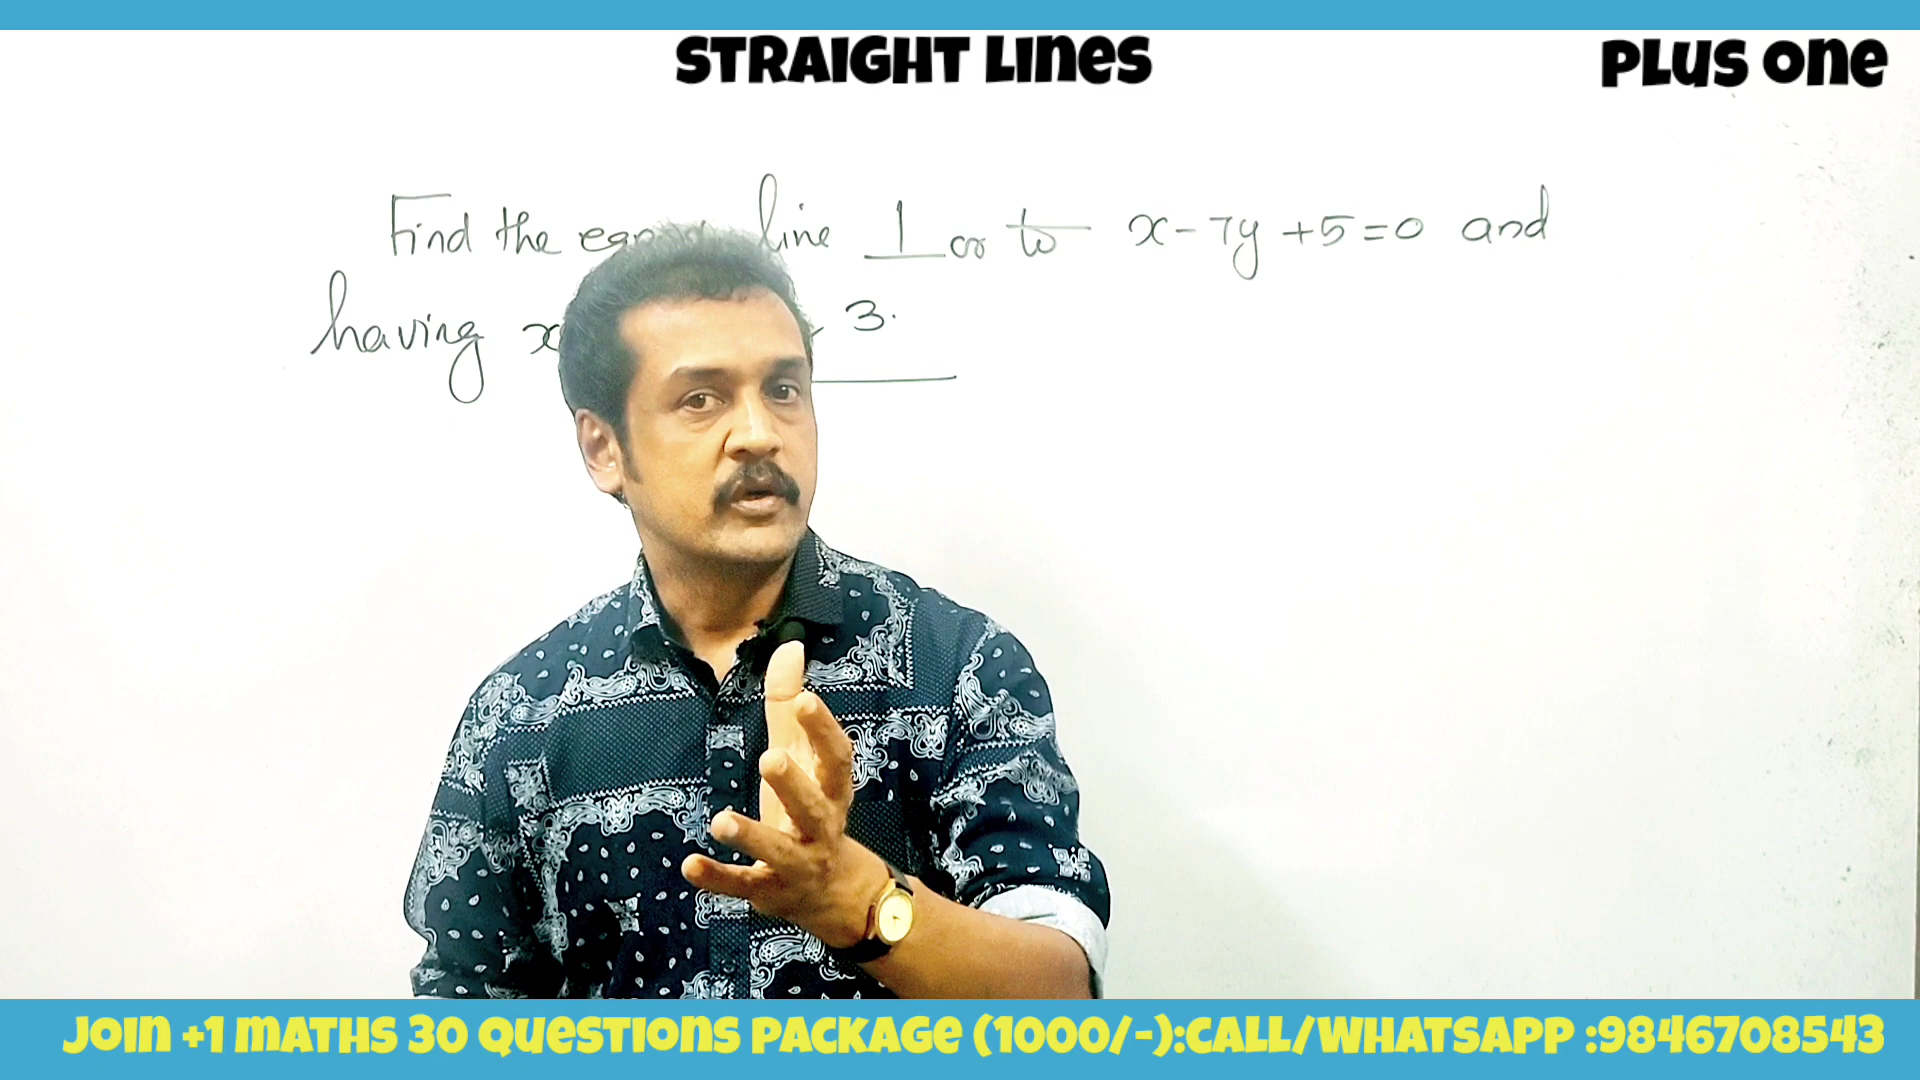 STRAIGHT LINES
PLUS ONE
Find the line ⊥or to x-7y+5=0 and
having x 3.
JOIN +1 MATHS 30 QUESTIONS PACKAGE (1000/-):CALL/WHATSAPP :9846708543